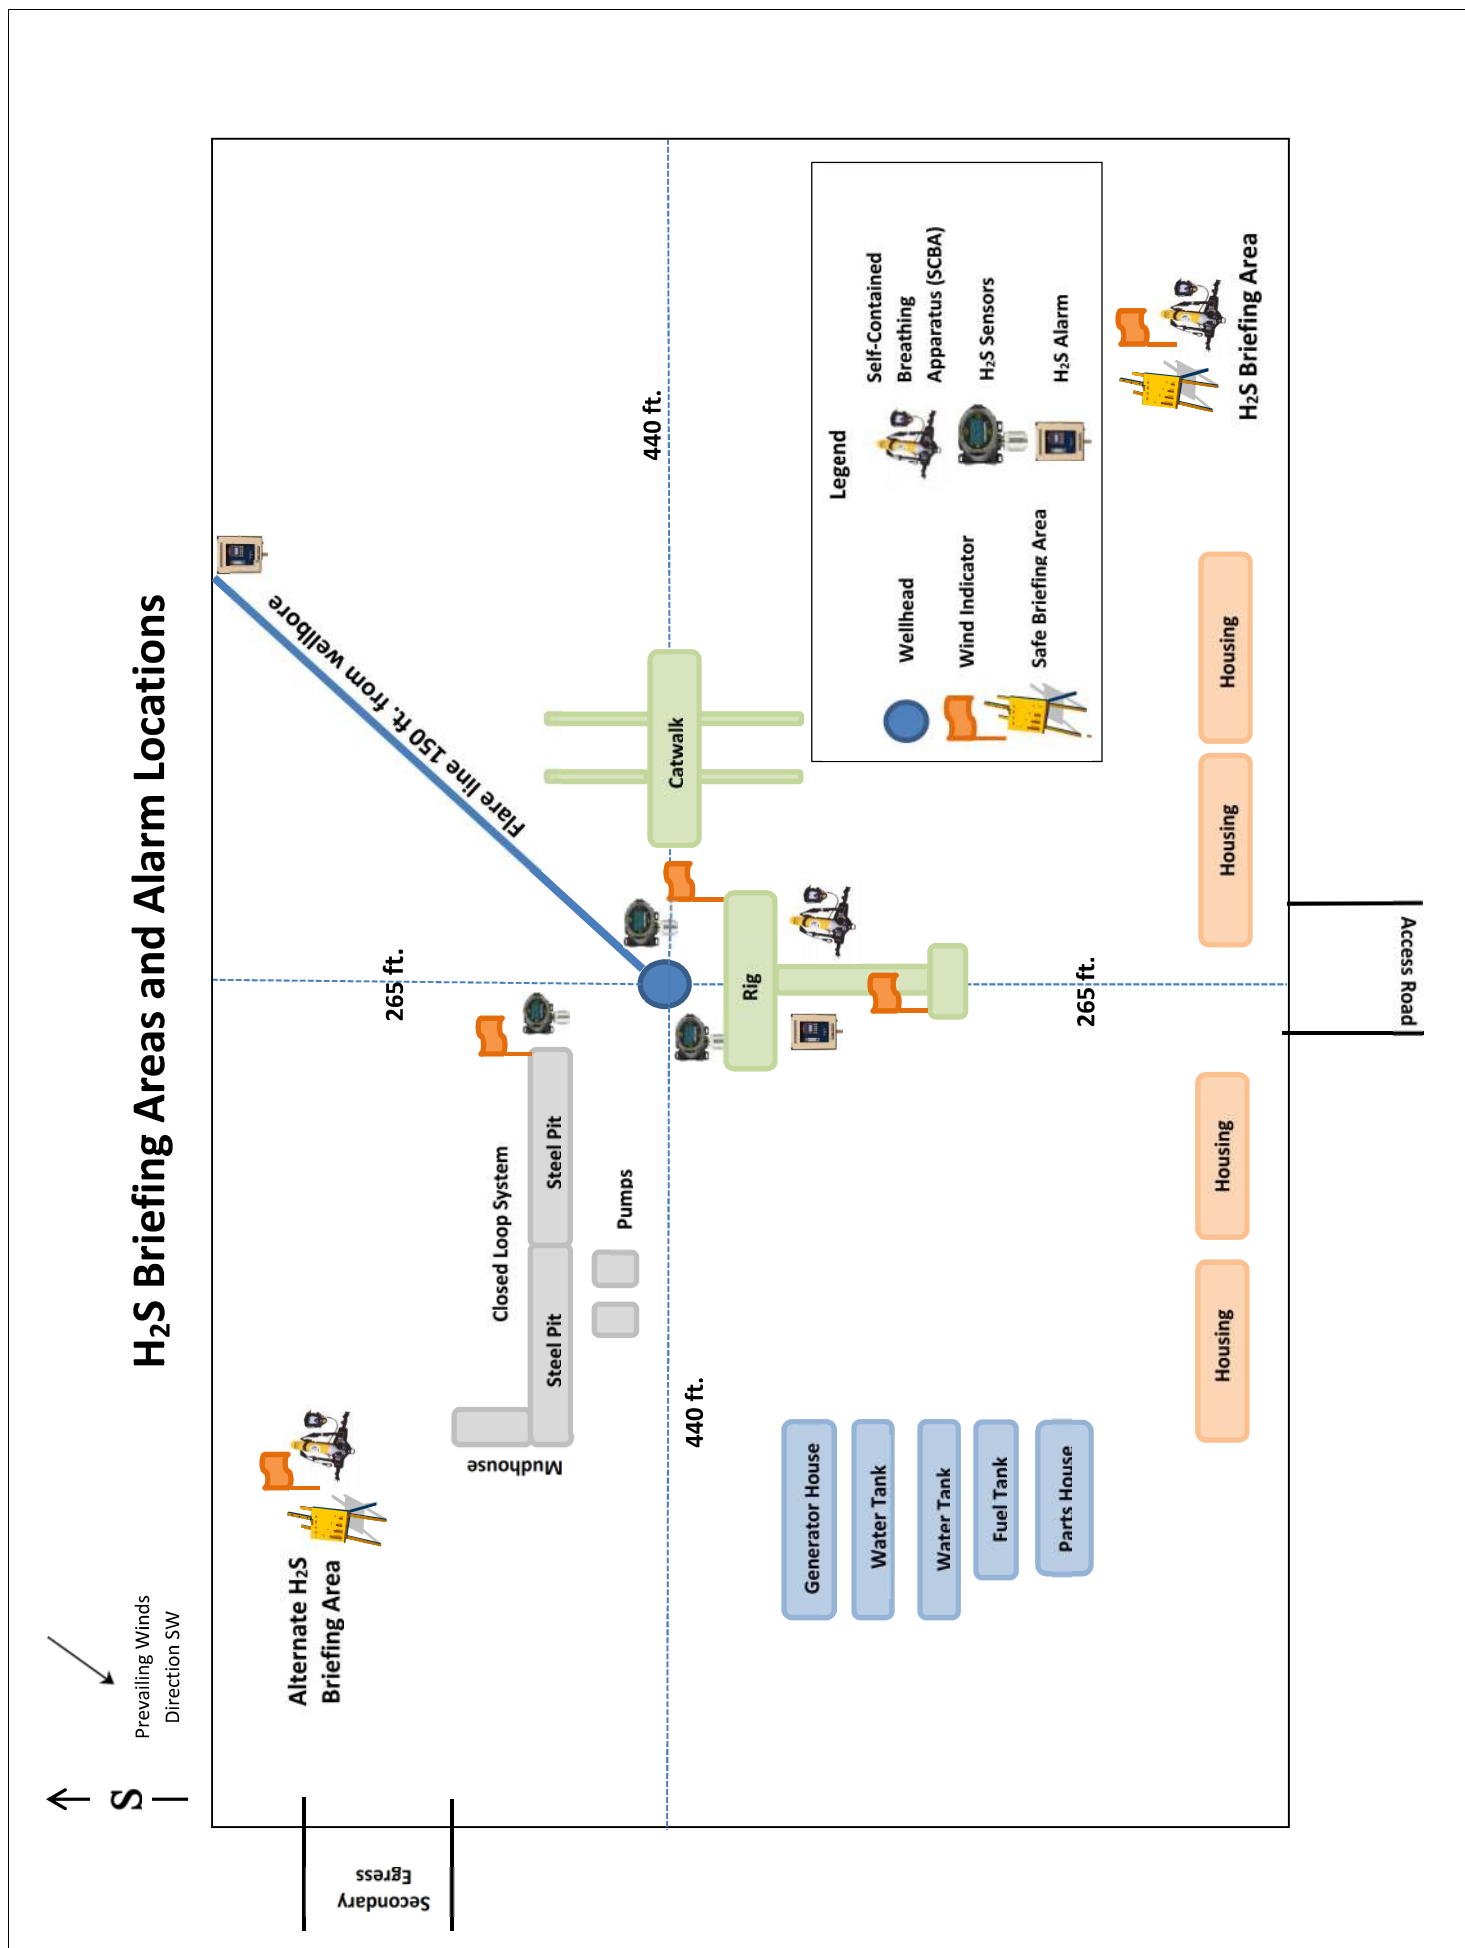 H₂S Briefing Areas and Alarm Locations
Prevailing Winds
Direction SW
S
Secondary
Egress
Alternate H₂S
Briefing Area
Mudhouse
Closed Loop System
Steel Pit
Steel Pit
Pumps
265 ft.
Flare line 150 ft. from wellbore
440 ft.
440 ft.
Catwalk
Rig
265 ft.
Generator House
Water Tank
Water Tank
Fuel Tank
Parts House
Legend
Wellhead
Wind Indicator
Safe Briefing Area
Self-Contained
Breathing
Apparatus (SCBA)
H₂S Sensors
H₂S Alarm
H₂S Briefing Area
Housing
Housing
Housing
Housing
Access Road